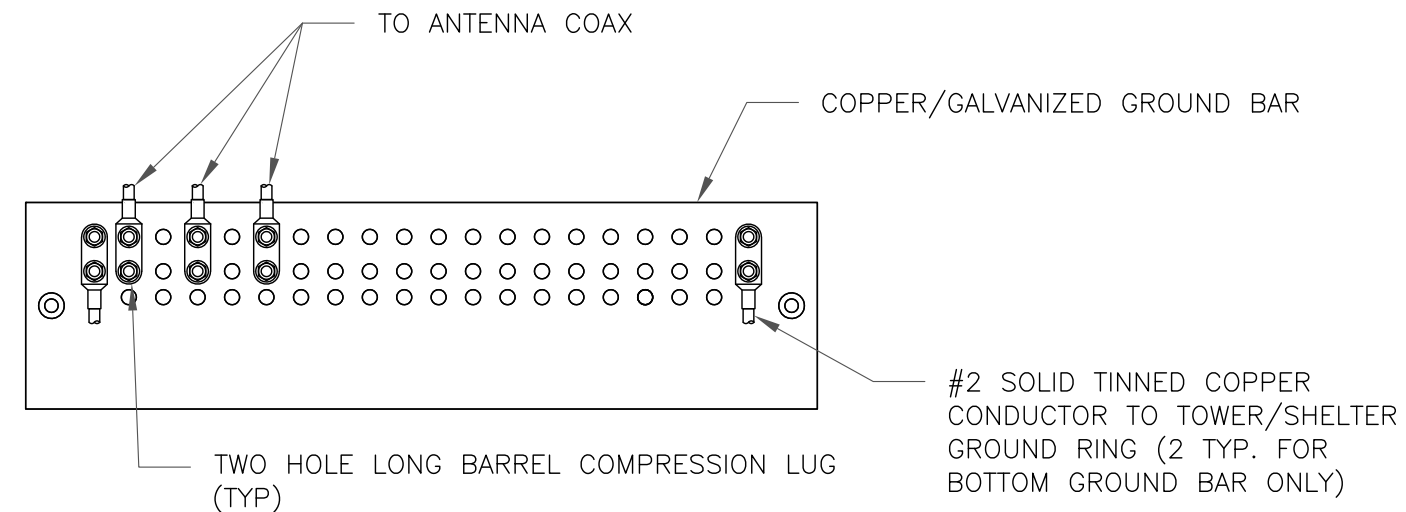 TO ANTENNA COAX
COPPER/GALVANIZED GROUND BAR
#2 SOLID TINNED COPPER
CONDUCTOR TO TOWER/SHELTER
GROUND RING (2 TYP. FOR
BOTTOM GROUND BAR ONLY)
TWO HOLE LONG BARREL COMPRESSION LUG
(TYP)